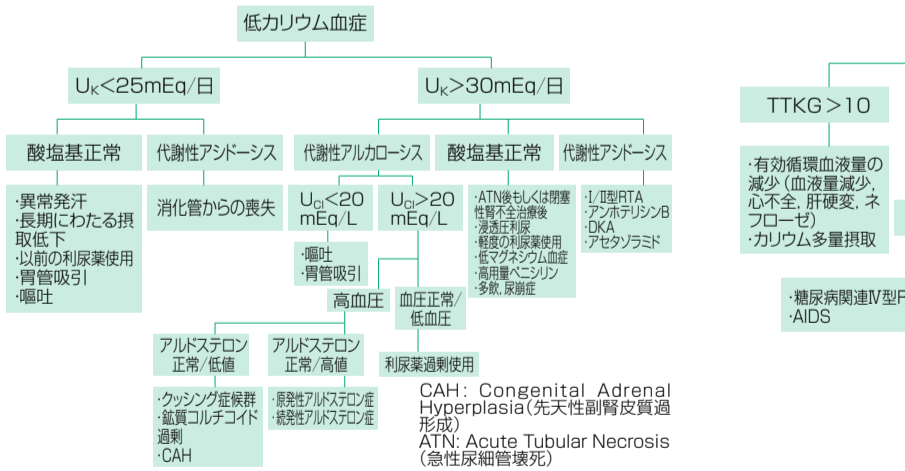 低カリウム血症
UK<25mEq/日
UK>30mEq/日
酸塩基正常
代謝性アシドーシス
代謝性アルカローシス
酸塩基正常
代謝性アシドーシス
・異常発汗
・長期にわたる摂
取低下
・以前の利尿薬使用
・胃管吸引
・嘔吐
消化管からの喪失
UCl<20
mEq/L
UCl>20
mEq/L
・ATN後もしくは閉塞
性腎不全治療後
・浸透圧利尿
・軽度の利尿薬使用
・低マグネシウム血症
・高用量ペニシリン
・多飲, 尿崩症
・I/II型RTA
・アンホテリシンB
・DKA
・アセタゾラミド
・嘔吐
・胃管吸引
高血圧
血圧正常/
低血圧
アルドステロン
正常/低値
アルドステロン
正常/高値
利尿薬過剰使用
・クッシング症候群
・鉱質コルチコイド
過剰
・CAH
・原発性アルドステロン症
・続発性アルドステロン症
CAH: Congenital Adrenal
Hyperplasia(先天性副腎皮質過
形成)
ATN: Acute Tubular Necrosis
(急性尿細管壊死)
TTKG>10
・有効循環血液量の
減少(血液量減少,
心不全, 肝硬変, ネ
フローゼ)
・カリウム多量摂取
・糖尿病関連Ⅳ型R
・AIDS